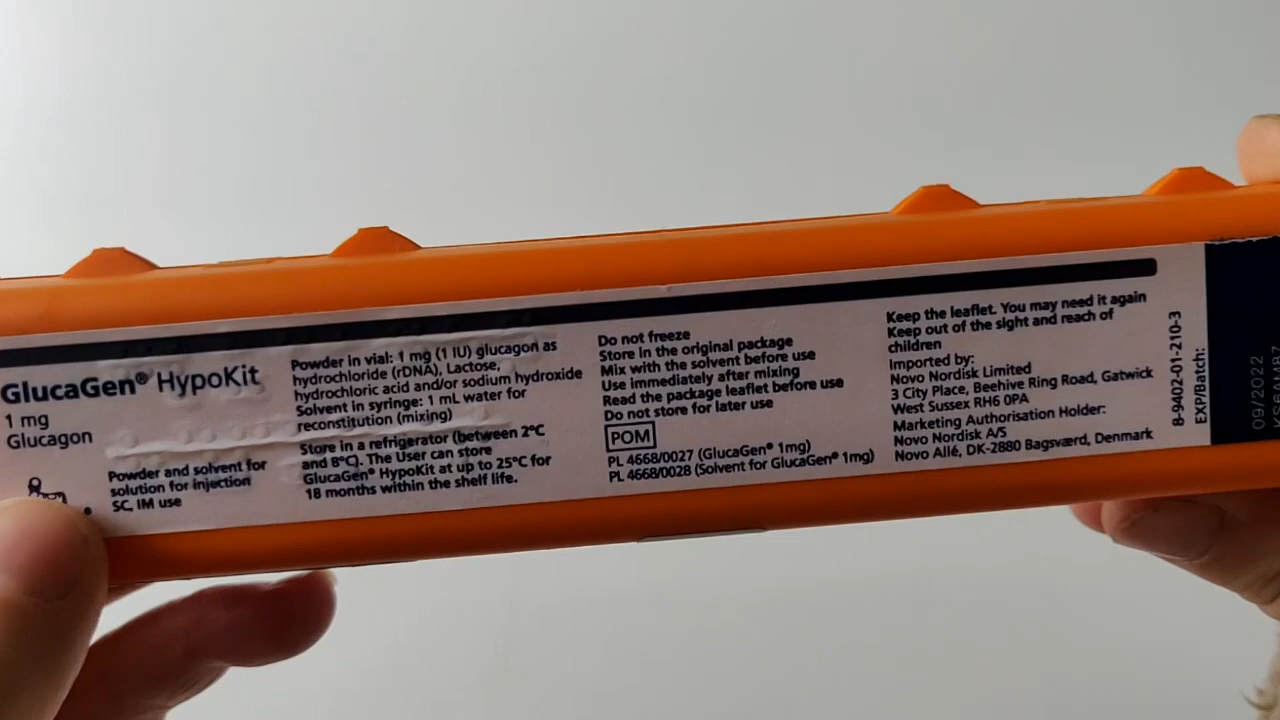 GlucaGen® HypoKit
1 mg
Glucagon
Powder and solvent for
solution for injection
SC, IM use
Powder in vial: 1 mg (1 IU) glucagon as
hydrochloride (rDNA), Lactose,
hydrochloric acid and/or sodium hydroxide
Solvent in syringe: 1 mL water for
reconstitution (mixing)
Store in a refrigerator (between 2°C
and 8°C). The User can store
GlucaGen® HypoKit at up to 25°C for
18 months within the shelf life.
Do not freeze
Store in the original package
Mix with the solvent before use
Use immediately after mixing
Read the package leaflet before use
Do not store for later use
POM
PL 4668/0027 (GlucaGen® 1mg)
PL 4668/0028 (Solvent for GlucaGen® 1mg)
Keep the leaflet. You may need it again
Keep out of the sight and reach of
children
Imported by:
Novo Nordisk Limited
3 City Place, Beehive Ring Road, Gatwick
West Sussex RH6 0PA
Marketing Authorisation Holder:
Novo Nordisk A/S
Novo Allé, DK-2880 Bagsværd, Denmark
8-9402-01-210-3
EXP/Batch:
09/2022